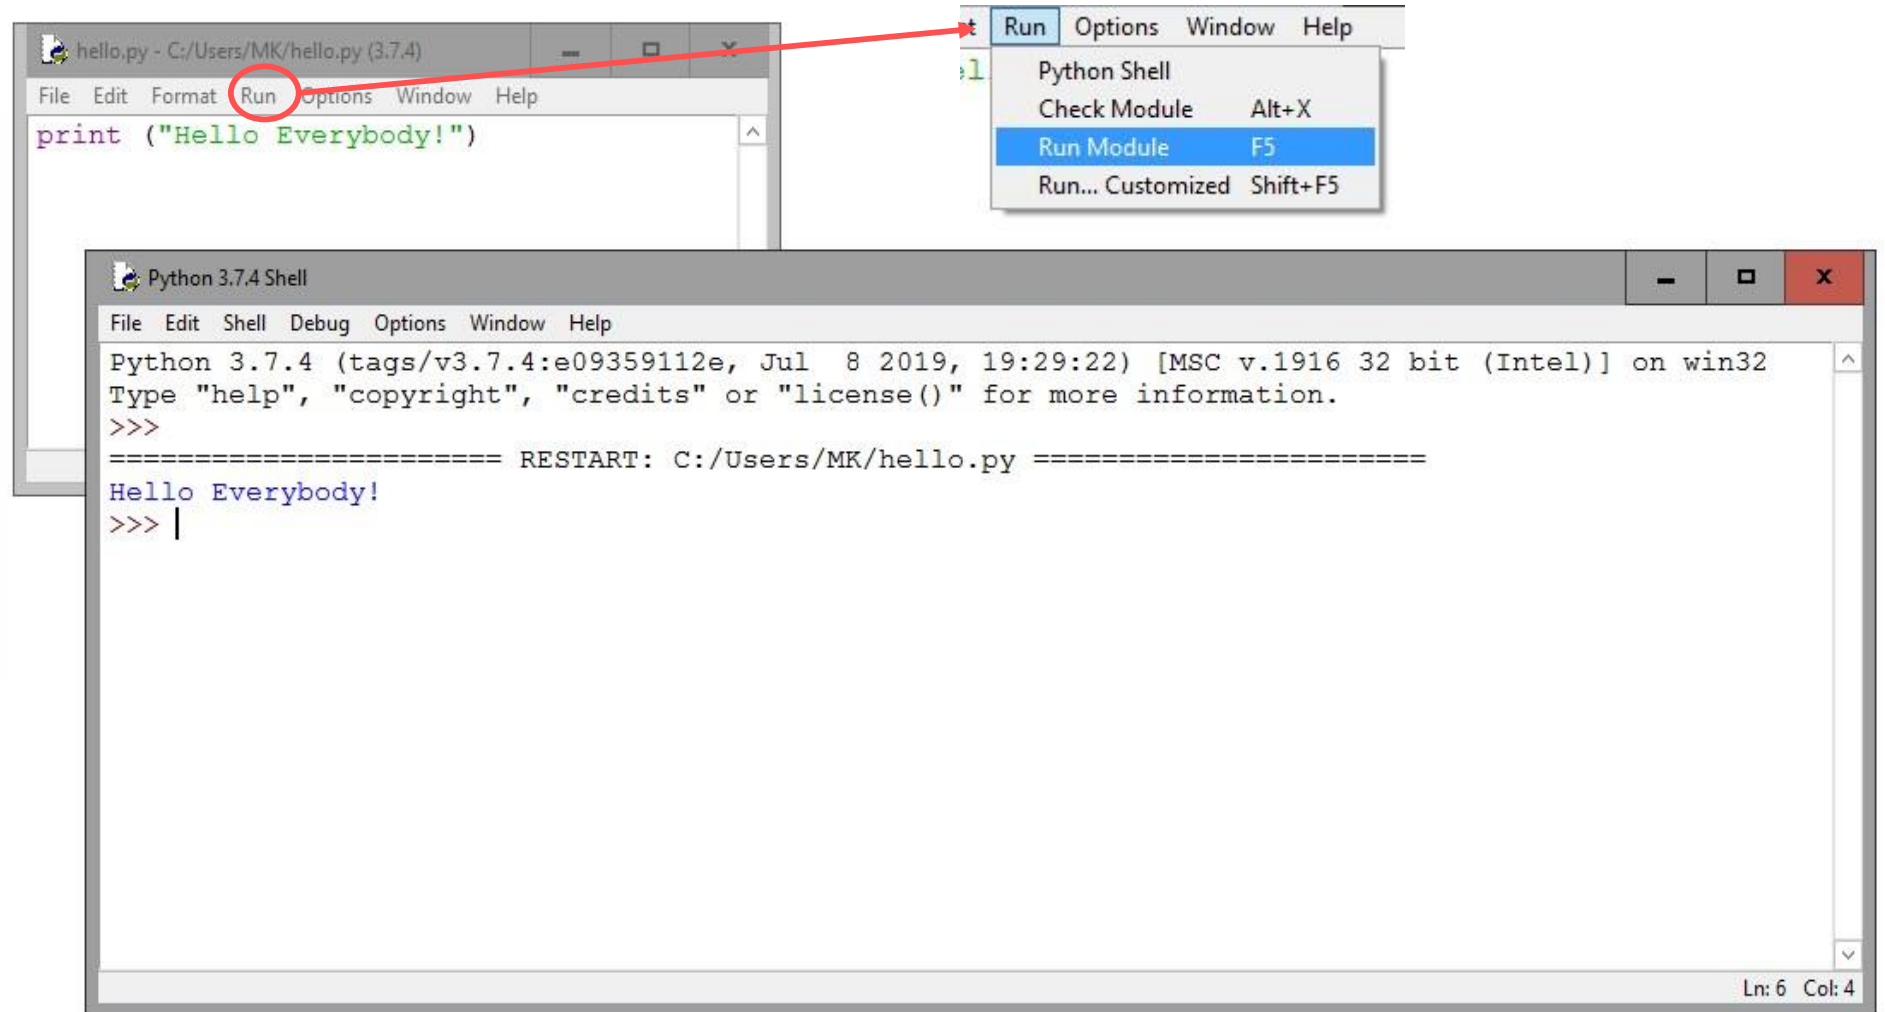 hello.py - C:/Users/MK/hello.py (3.7.4)
File Edit Format Run Options Window Help
print ("Hello Everybody!")
t Run Options Window Help
el
Python Shell
Check Module Alt+X
Run Module F5
Run... Customized Shift+F5
Python 3.7.4 Shell
File Edit Shell Debug Options Window Help
Python 3.7.4 (tags/v3.7.4:e09359112e, Jul  8 2019, 19:29:22) [MSC v.1916 32 bit (Intel)] on win32
Type "help", "copyright", "credits" or "license()" for more information.
>>>
======================= RESTART: C:/Users/MK/hello.py =======================
Hello Everybody!
>>>
Ln: 6 Col: 4